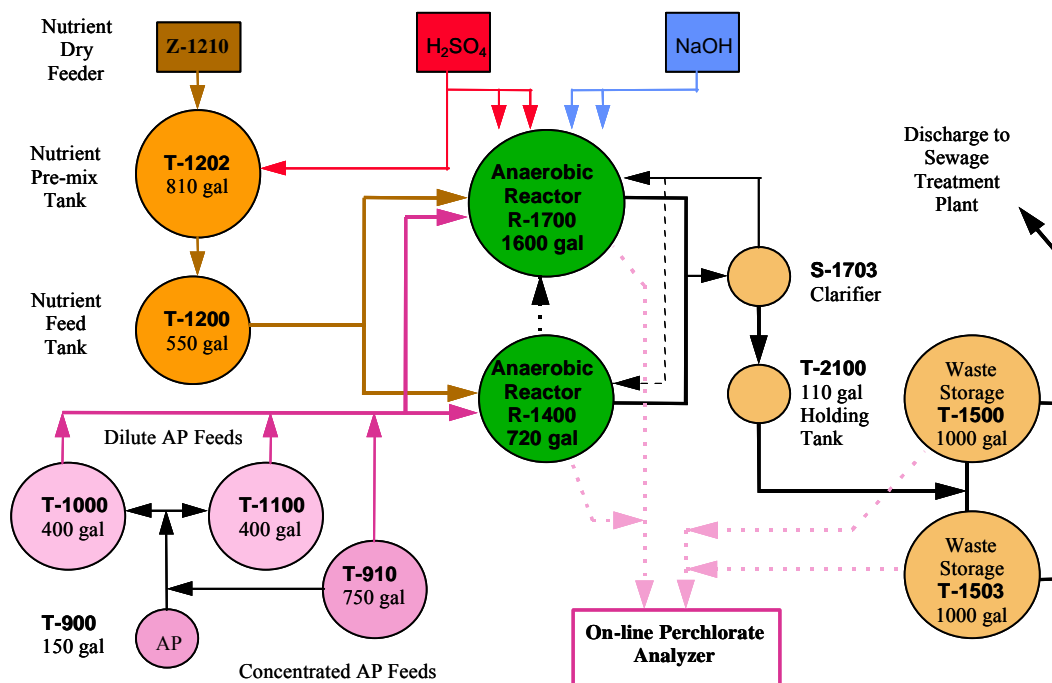 Nutrient
Dry
Feeder
Z-1210
H₂SO₄
NaOH
Nutrient
Pre-mix
Tank
T-1202
810 gal
Anaerobic
Reactor
R-1700
1600 gal
Discharge to
Sewage
Treatment
Plant
Nutrient
Feed
Tank
T-1200
550 gal
S-1703
Clarifier
Anaerobic
Reactor
R-1400
720 gal
T-2100
110 gal
Holding
Tank
Waste
Storage
T-1500
1000 gal
Dilute AP Feeds
T-1000
400 gal
T-1100
400 gal
T-910
750 gal
Waste
Storage
T-1503
1000 gal
T-900
150 gal
AP
Concentrated AP Feeds
On-line Perchlorate
Analyzer